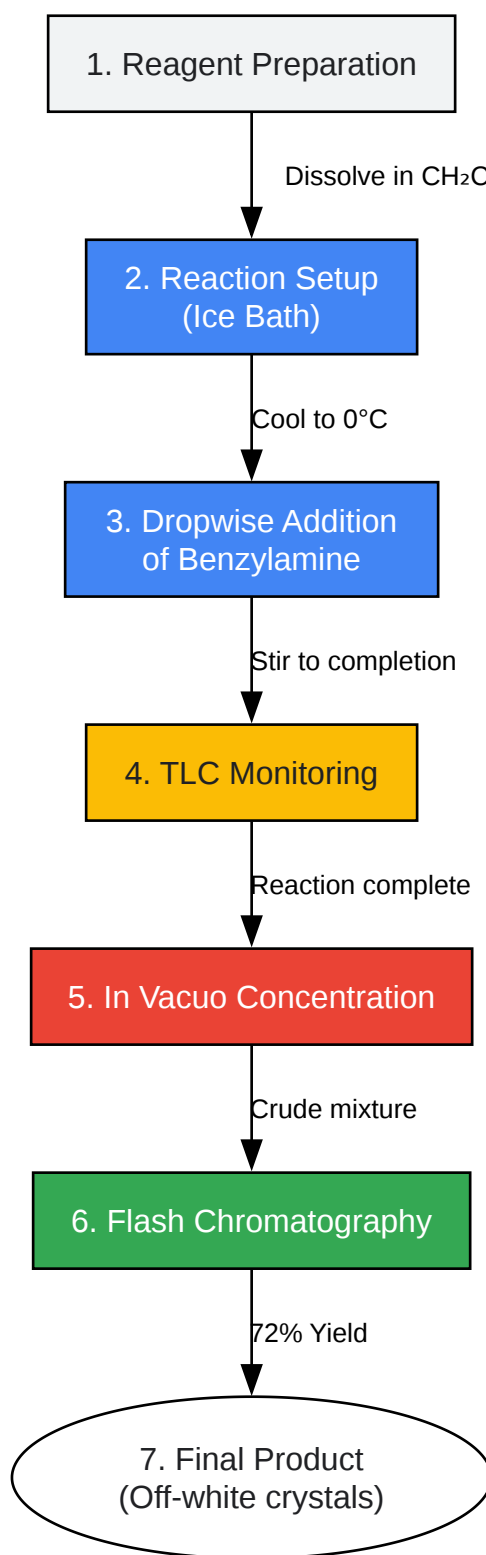 1. Reagent Preparation
Dissolve in CH₂C
2. Reaction Setup
(Ice Bath)
Cool to 0°C
3. Dropwise Addition
of Benzylamine
Stir to completion
4. TLC Monitoring
Reaction complete
5. In Vacuo Concentration
Crude mixture
6. Flash Chromatography
72% Yield
7. Final Product
(Off-white crystals)